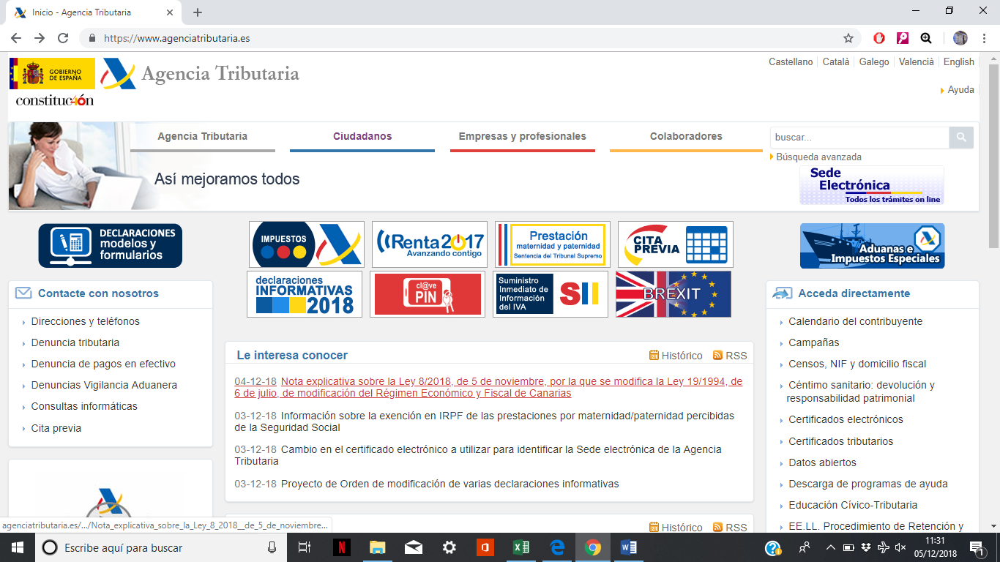 Inicio - Agencia Tributaria
https://www.agenciatributaria.es
GOBIERNO
DE ESPAÑA
Agencia Tributaria
constitución
Castellano Català Galego Valencià English
Ayuda
Agencia Tributaria Ciudadanos Empresas y profesionales Colaboradores
buscar...
Búsqueda avanzada
Así mejoramos todos
Sede
Electrónica
Todos los trámites on line
DECLARACIONES
modelos y
formularios
IMPUESTOS
Renta2017
Avanzando contigo
Prestación
maternidad y paternidad
Sentencia del Tribunal Supremo
CITA
PREVIA
Aduanas e
Impuestos Especiales
declaraciones
INFORMATIVAS
2018
cl@ve
PIN
Suministro
Inmediato de
Información
del IVA
SII
BREXIT
Contacte con nosotros
Direcciones y teléfonos
Denuncia tributaria
Denuncia de pagos en efectivo
Denuncias Vigilancia Aduanera
Consultas informáticas
Cita previa
Le interesa conocer
Histórico RSS
04-12-18 Nota explicativa sobre la Ley 8/2018, de 5 de noviembre, por la que se modifica la Ley 19/1994, de
6 de julio, de modificación del Régimen Económico y Fiscal de Canarias
03-12-18 Información sobre la exención en IRPF de las prestaciones por maternidad/paternidad percibidas
de la Seguridad Social
03-12-18 Cambio en el certificado electrónico a utilizar para identificar la Sede electrónica de la Agencia
Tributaria
03-12-18 Proyecto de Orden de modificación de varias declaraciones informativas
Histórico RSS
Acceda directamente
Calendario del contribuyente
Campañas
Censos, NIF y domicilio fiscal
Céntimo sanitario: devolución y
responsabilidad patrimonial
Certificados electrónicos
Certificados tributarios
Datos abiertos
Descarga de programas de ayuda
Educación Cívico-Tributaria
EE.LL. Procedimiento de Retención y
agenciatributaria.es/.../Nota_explicativa_sobre_la_Ley_8_2018__de_5_de_noviembre...
Escribe aquí para buscar
11:31
05/12/2018
1